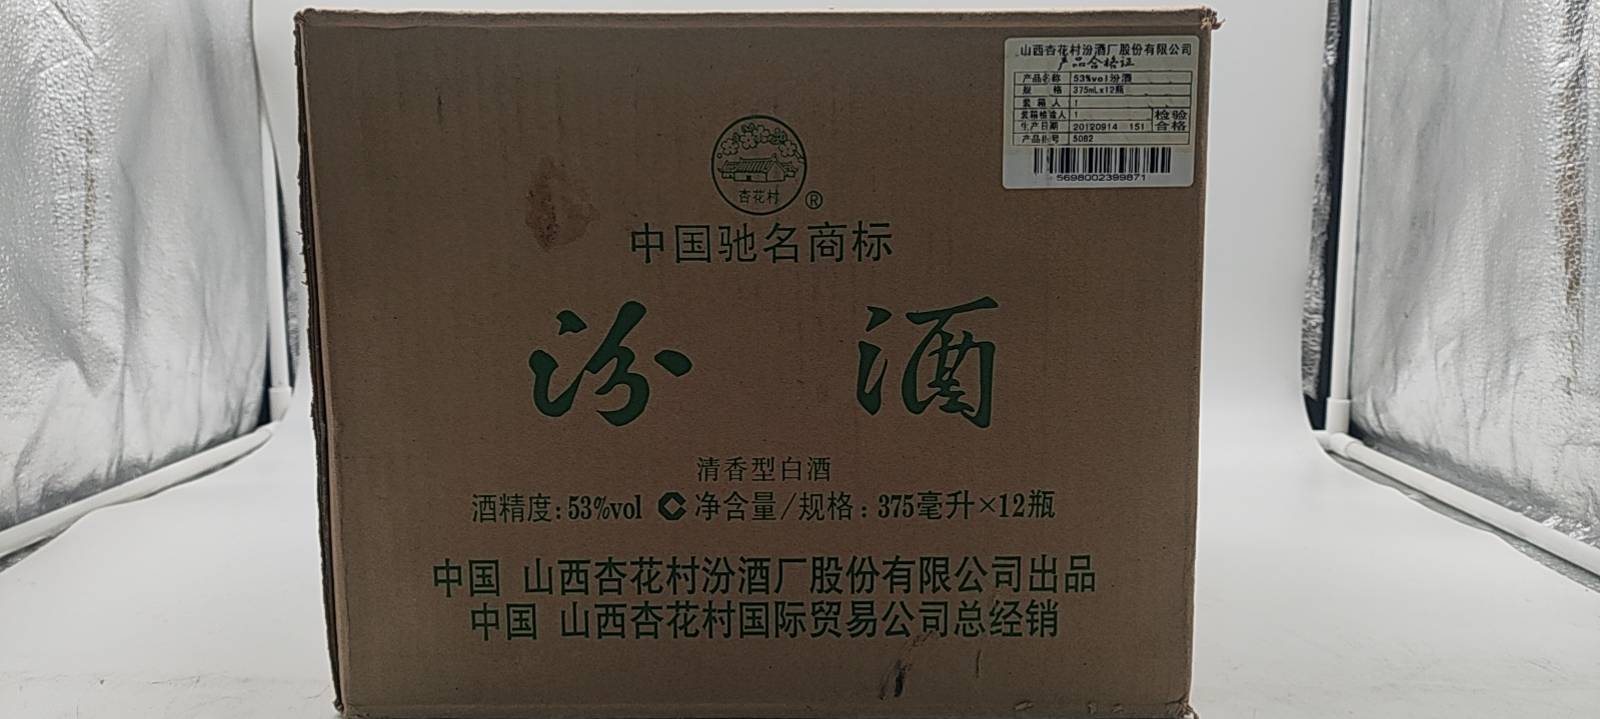 山西杏花村汾酒厂股份有限公司
产品合格证
产品名称 53%vol汾酒
规 格 375mLx12瓶
装箱人 1
装箱检验人 1
检验合格
生产日期 20120914 151
产品批号 5082
5698002399871
杏花村
®
中国驰名商标
汾 酒
清香型白酒
酒精度:53%vol 净含量/规格:375毫升×12瓶
中国 山西杏花村汾酒厂股份有限公司出品
中国 山西杏花村国际贸易公司总经销